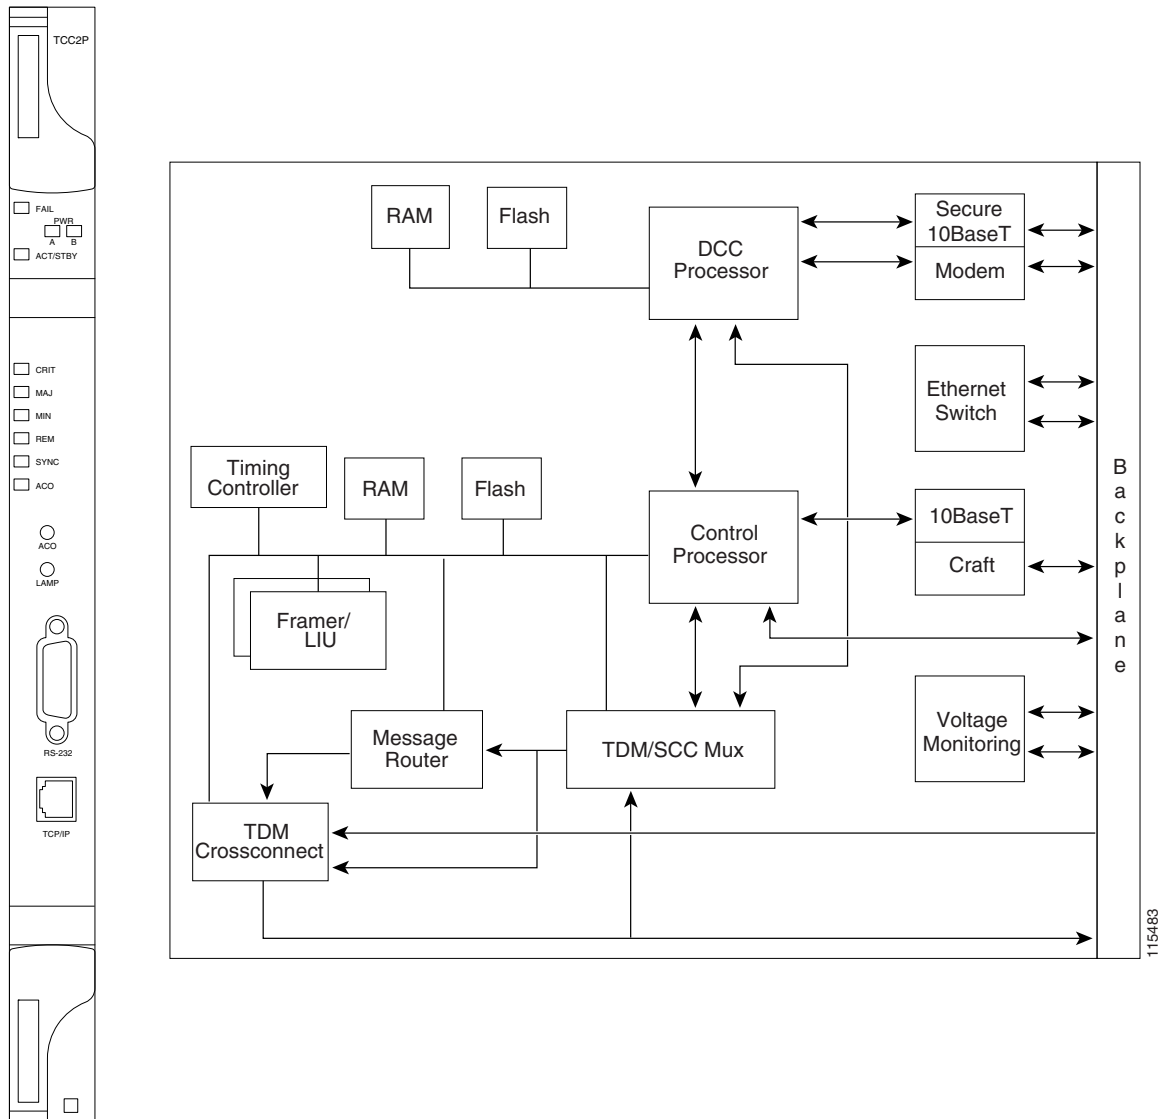 TCC2P
FAIL
PWR
A B
ACT/STBY
CRIT
MAJ
MIN
REM
SYNC
ACO
ACO
LAMP
RS-232
TCP/IP
RAM
Flash
DCC
Processor
Secure
10BaseT
Modem
Ethernet
Switch
Timing
Controller
RAM
Flash
Control
Processor
10BaseT
Craft
Framer/
LIU
Message
Router
TDM/SCC Mux
Voltage
Monitoring
TDM
Crossconnect
Backplane
115483